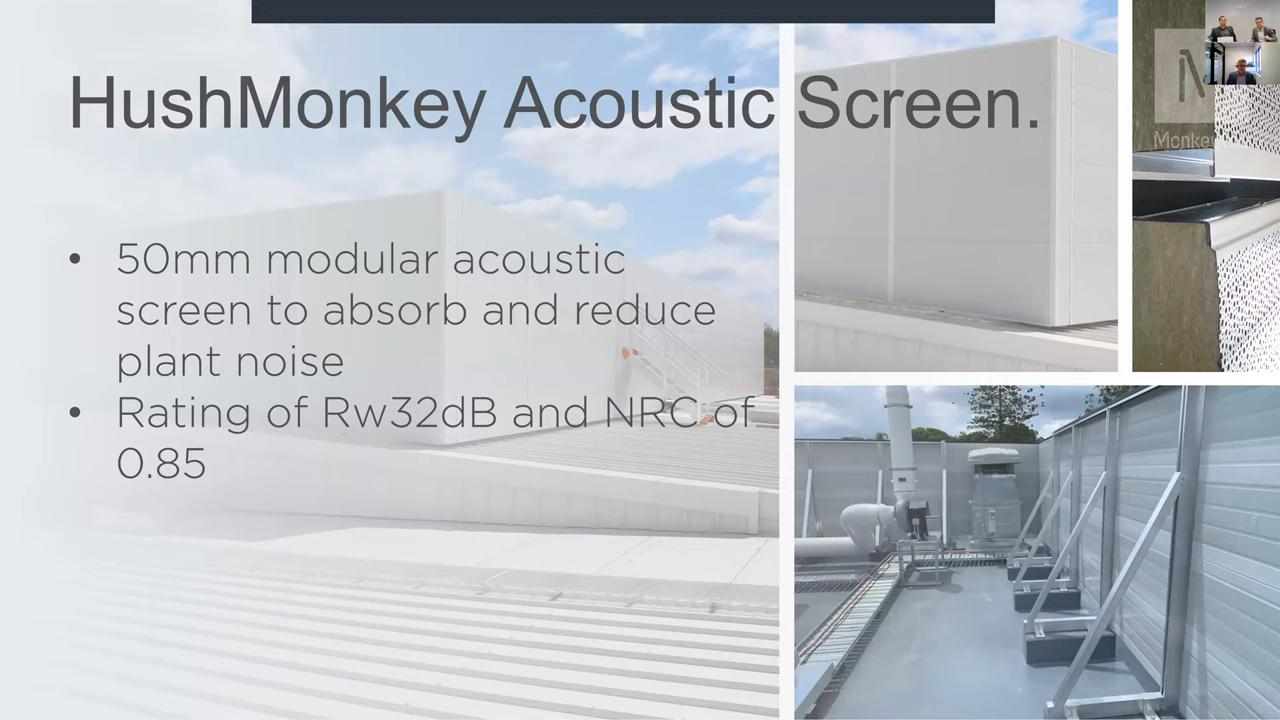 HushMonkey Acoustic Screen.
• 50mm modular acoustic
screen to absorb and reduce
plant noise
• Rating of Rw32dB and NRC of
0.85